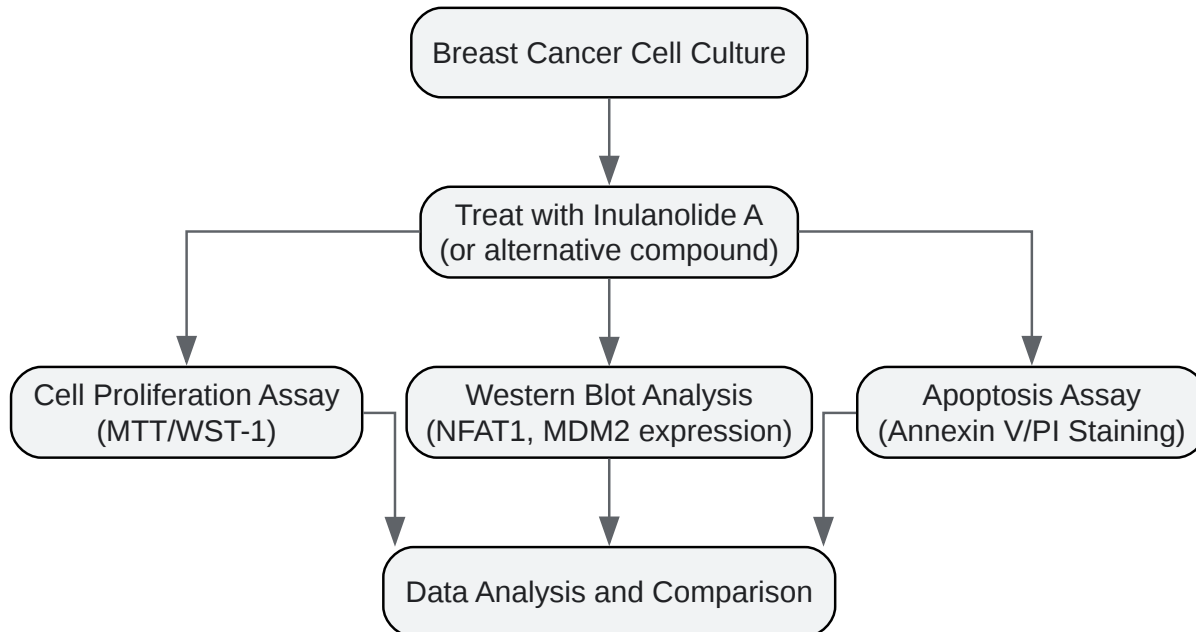 Breast Cancer Cell Culture
Treat with Inulanolide A
(or alternative compound)
Cell Proliferation Assay
(MTT/WST-1)
Western Blot Analysis
(NFAT1, MDM2 expression)
Apoptosis Assay
(Annexin V/PI Staining)
Data Analysis and Comparison